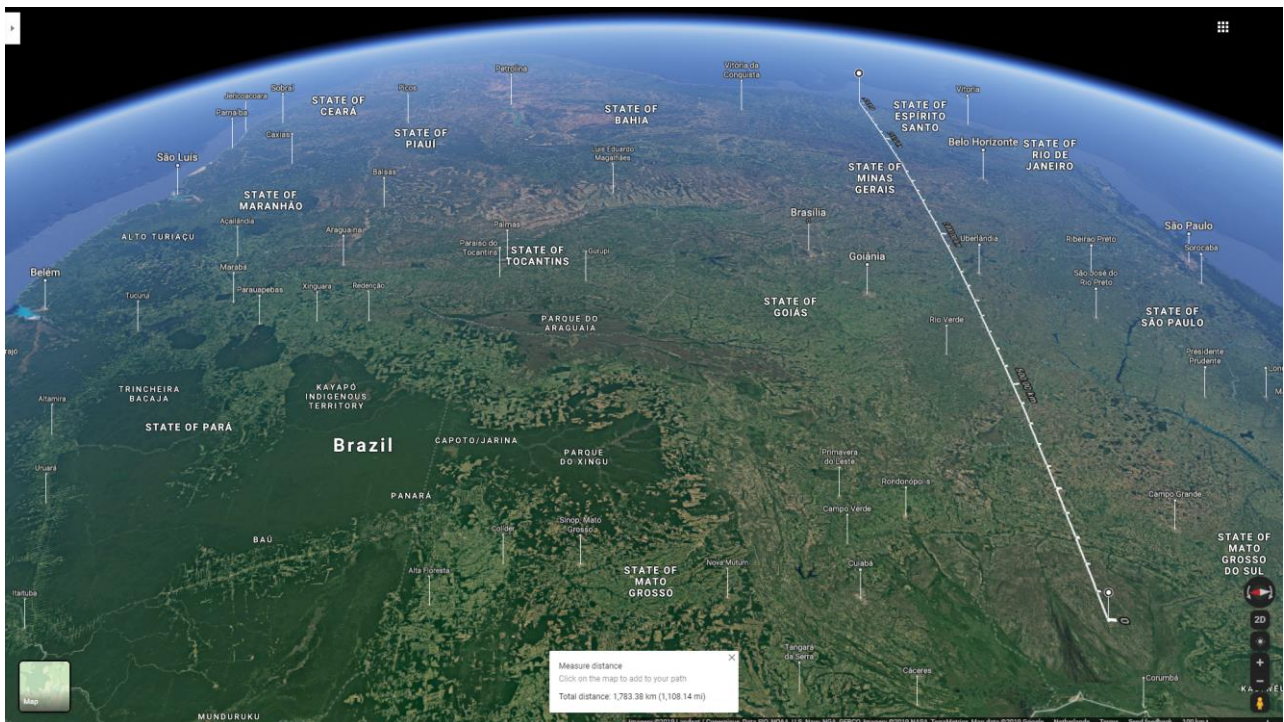 Petrolina
Vitória da
Conquista
Sobral
Jericoacoara
Picos
STATE OF
CEARÁ
Parnaíba
STATE OF
BAHIA
STATE OF
ESPÍRITO
SANTO
Vitória
Caxias
STATE OF
PIAUÍ
Belo Horizonte
STATE OF
RIO DE
JANEIRO
São Luís
Luís Eduardo
Magalhães
STATE OF
MINAS
GERAIS
Balsas
STATE OF
MARANHÃO
Brasília
Açailândia
Palmas
São Paulo
ALTO TURIAÇU
Araguaína
Paraíso do
Tocantins
STATE OF
TOCANTINS
Gurupi
Uberlândia
Ribeirao Preto
Sorocaba
Goiânia
Belém
Marabá
Parauapebas
Xinguara
Redenção
São José do
Rio Preto
Tucuruí
STATE OF
GOIÁS
PARQUE DO
ARAGUAIA
Rio Verde
STATE OF
SÃO PAULO
Presidente
Prudente
TRINCHEIRA
BACAJA
KAYAPÓ
INDIGENOUS
TERRITORY
Altamira
STATE OF PARÁ
Brazil
CAPOTO/JARINA
PARQUE
DO XINGU
Primavera
do Leste
Uruará
Rondonópolis
PANARÁ
Campo Grande
Campo Verde
Colíder
Sinop, Mato
Grosso
BAÚ
STATE OF
MATO
GROSSO
DO SUL
Alta Floresta
STATE OF
MATO
GROSSO
Nova Mutum
Cuiabá
Itaituba
0
2D
Tangará
da Serra
Measure distance
Click on the map to add to your path
Total distance: 1,783.38 km (1,108.14 mi)
Cáceres
Corumbá
Map
MUNDURUKU